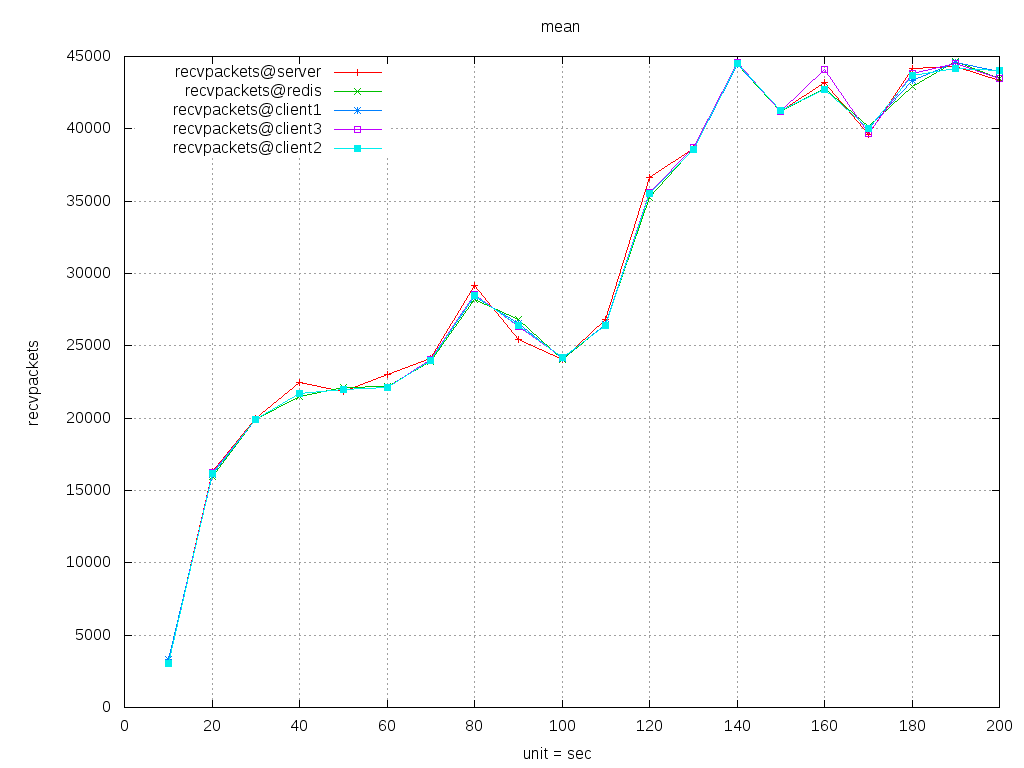 mean
45000
40000
35000
30000
25000
20000
15000
10000
5000
0
recvpackets
recvpackets@server
recvpackets@redis
recvpackets@client1
recvpackets@client3
recvpackets@client2
0 20 40 60 80 100 120 140 160 180 200
unit = sec